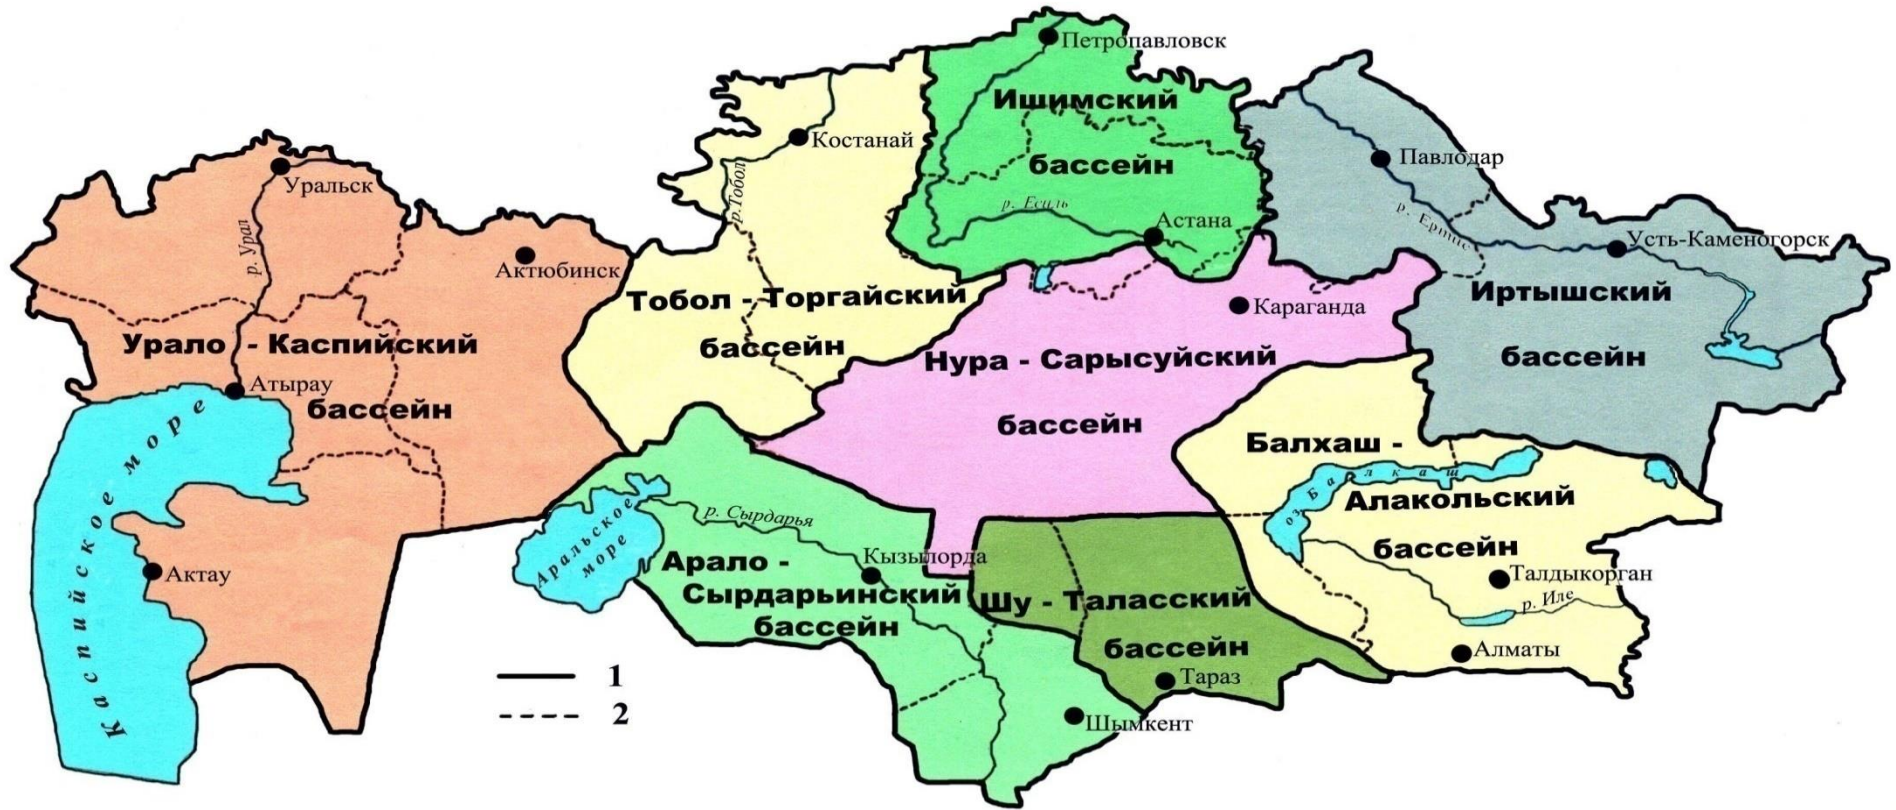 Петропавловск
Ишимский
бассейн
р. Есиль
Астана
Костанай
р.Тобол
Тобол - Торгайский
бассейн
Павлодар
р. Ертис
Усть-Каменогорск
Иртышский
бассейн
Уральск
р. Урал
Актюбинск
Урало - Каспийский
бассейн
Атырау
Каспийское море
Актау
Караганда
Нура - Сарысуйский
бассейн
Балхаш -
Алакольский
бассейн
оз Балкаш
Талдыкорган
р. Иле
Алматы
Аральское
море
р. Сырдарья
Кызылорда
Арало -
Сырдарьинский
бассейн
Шу - Таласский
бассейн
Тараз
Шымкент
1
2